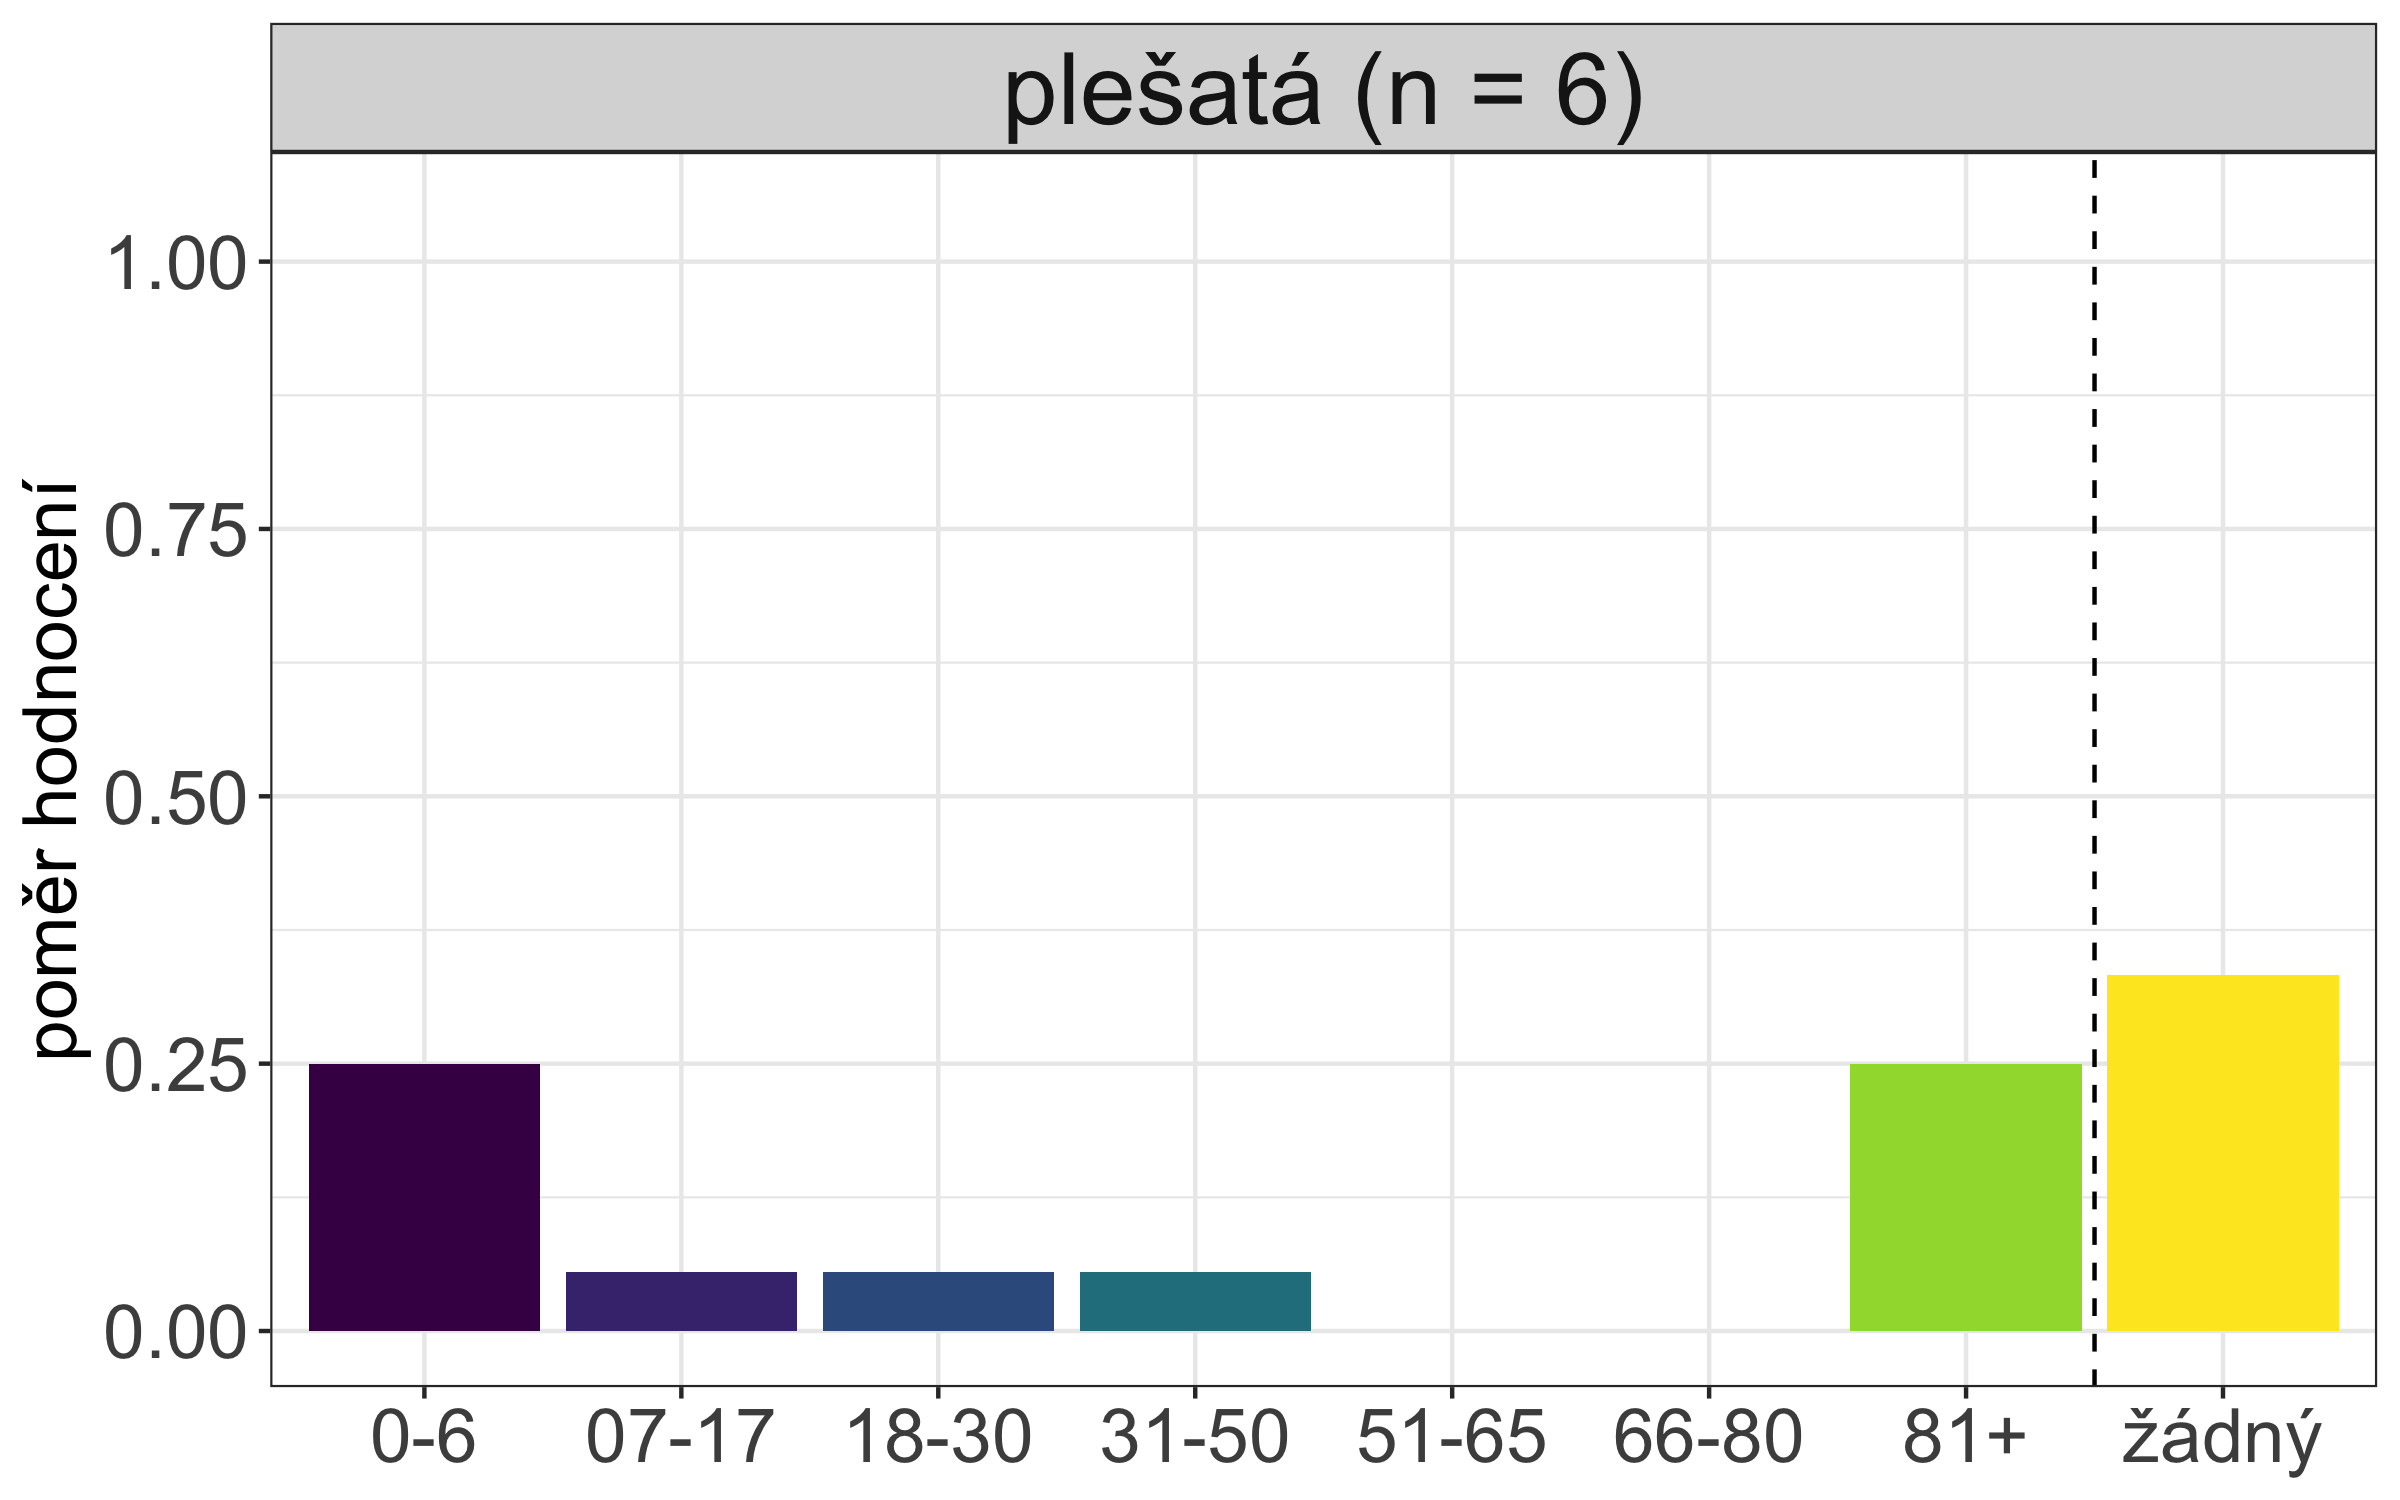 plešatá (n = 6)
poměr hodnocení
1.00
0.75
0.50
0.25
0.00
0-6 07-17 18-30 31-50 51-65 66-80 81+ žádný